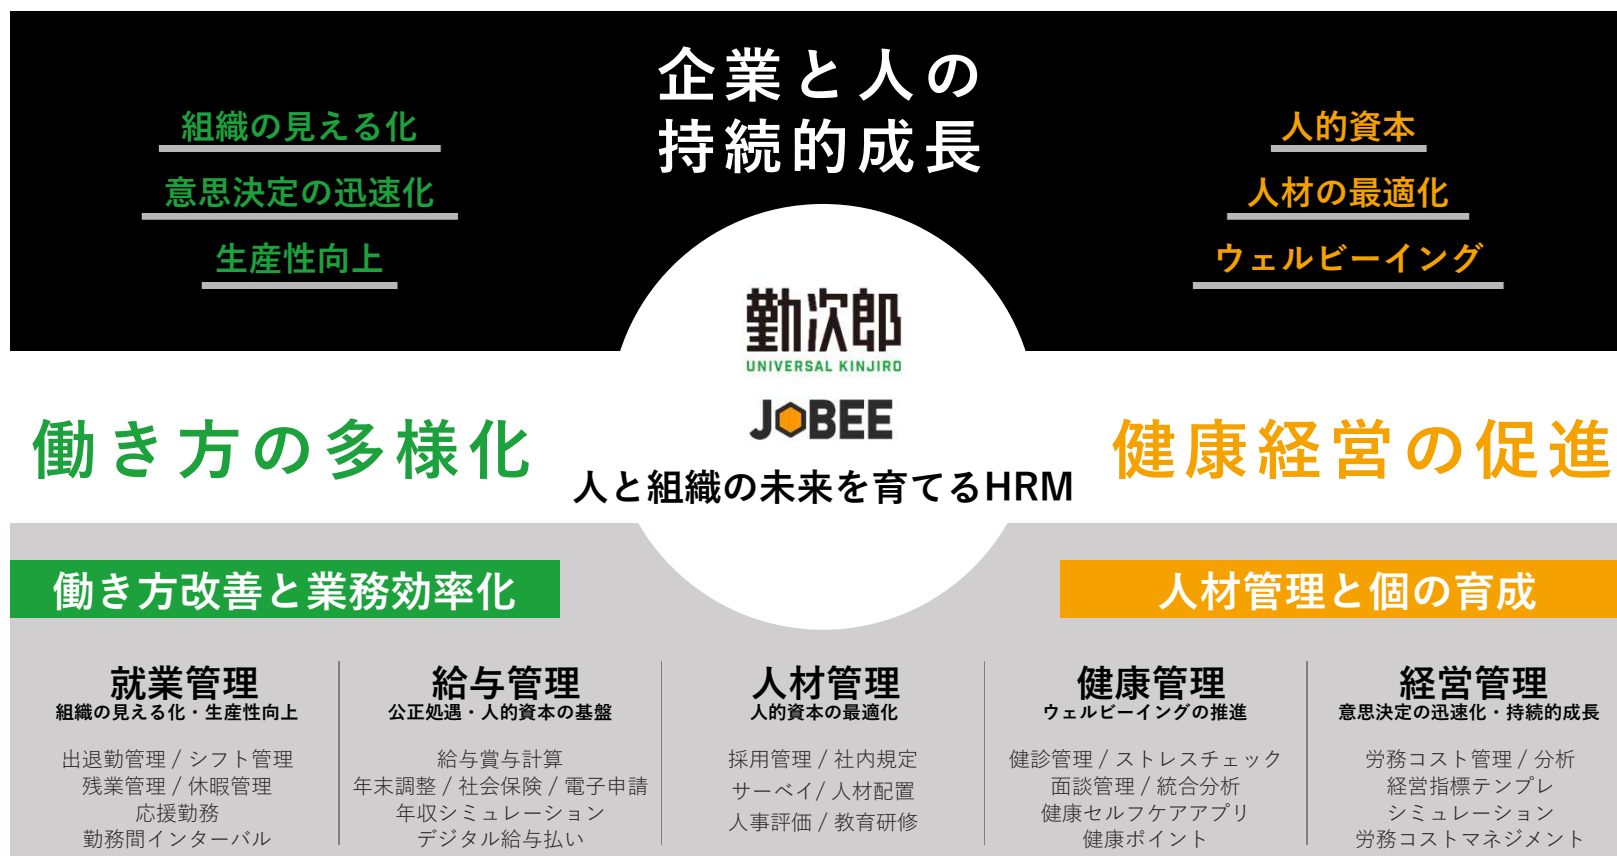 企業と人の
持続的成長
組織の見える化
意思決定の迅速化
生産性向上
人的資本
人材の最適化
ウェルビーイング
勤次郎
UNIVERSAL KINJIRO
JOBEE
人と組織の未来を育てるHRM
働き方の多様化
健康経営の促進
働き方改善と業務効率化
人材管理と個の育成
就業管理
組織の見える化・生産性向上
出退勤管理 / シフト管理
残業管理 / 休暇管理
応援勤務
勤務間インターバル
給与管理
公正処遇・人的資本の基盤
給与賞与計算
年末調整 / 社会保険 / 電子申請
年収シミュレーション
デジタル給与払い
人材管理
人的資本の最適化
採用管理 / 社内規定
サーベイ/ 人材配置
人事評価 / 教育研修
健康管理
ウェルビーイングの推進
健診管理 / ストレスチェック
面談管理 / 統合分析
健康セルフケアアプリ
健康ポイント
経営管理
意思決定の迅速化・持続的成長
労務コスト管理 / 分析
経営指標テンプレ
シミュレーション
労務コストマネジメント